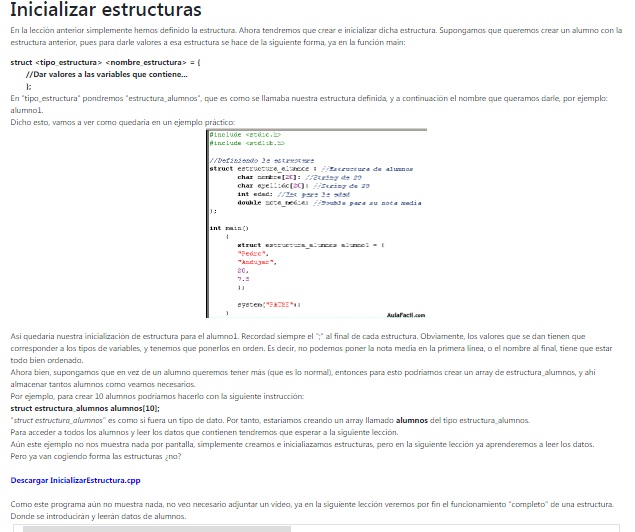 Inicializar estructuras
En la lección anterior simplemente hemos definido la estructura. Ahora tendremos que crear e inicializar dicha estructura. Supongamos que queremos crear un alumno con la
estructura anterior, pues para darle valores a esa estructura se hace de la siguiente forma, ya en la función main:
struct <tipo_estructura> <nombre_estructura> = {
//Dar valores a las variables que contiene...
};
En "tipo_estructura" pondremos "estructura_alumnos", que es como se llamaba nuestra estructura definida, y a continuación el nombre que queramos darle, por ejemplo:
alumno1.
Dicho esto, vamos a ver como quedaría en un ejemplo práctico:
#include <stdio.h>
#include <stdlib.h>
//Definiendo la estructura
struct estructura_alumnos { //Estructura de alumnos
char nombre[20]; //String de 20
char apellido[20]; //String de 20
int edad; //Int para la edad
double nota_media; //Double para su nota media
};
int main()
{
struct estructura_alumnos alumno1 = {
"Pedro",
"Andujar",
20,
7.5
};
system("PAUSE");
}
AulaFacil.com
Así quedaría nuestra inicialización de estructura para el alumno1. Recordad siempre el ";" al final de cada estructura. Obviamente, los valores que se dan tienen que
corresponder a los tipos de variables, y tenemos que ponerlos en orden. Es decir, no podemos poner la nota media en la primera línea, o el nombre al final, tiene que estar
todo bien ordenado.
Ahora bien, supongamos que en vez de un alumno queremos tener más (que es lo normal), entonces para esto podríamos crear un array de estructura_alumnos, y ahí
almacenar tantos alumnos como veamos necesarios.
Por ejemplo, para crear 10 alumnos podríamos hacerlo con la siguiente instrucción:
struct estructura_alumnos alumnos[10];
"struct estructura_alumnos" es como si fuera un tipo de dato. Por tanto, estaríamos creando un array llamado alumnos del tipo estructura_alumnos.
Para acceder a todos los alumnos y leer los datos que contienen tendremos que esperar a la siguiente lección.
Aún este ejemplo no nos muestra nada por pantalla, simplemente creamos e inicialiazamos estructuras, pero en la siguiente lección ya aprenderemos a leer los datos.
Pero ya van cogiendo forma las estructuras ¿no?
Descargar InicializarEstructura.cpp
Como este programa aún no muestra nada, no veo necesario adjuntar un vídeo, ya en la siguiente lección veremos por fin el funcionamiento "completo" de una estructura.
Donde se introducirán y leerán datos de alumnos.